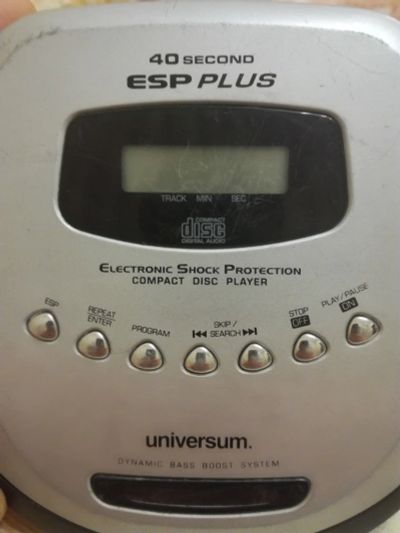 40 SECOND
ESP PLUS
TRACK MIN SEC
COMPACT
disc
DIGITAL AUDIO
ELECTRONIC SHOCK PROTECTION
COMPACT DISC PLAYER
ESP
REPEAT
ENTER
PROGRAM
SKIP /
SEARCH
STOP
OFF
PLAY/PAUSE
ON
universum.
DYNAMIC BASS BOOST SYSTEM